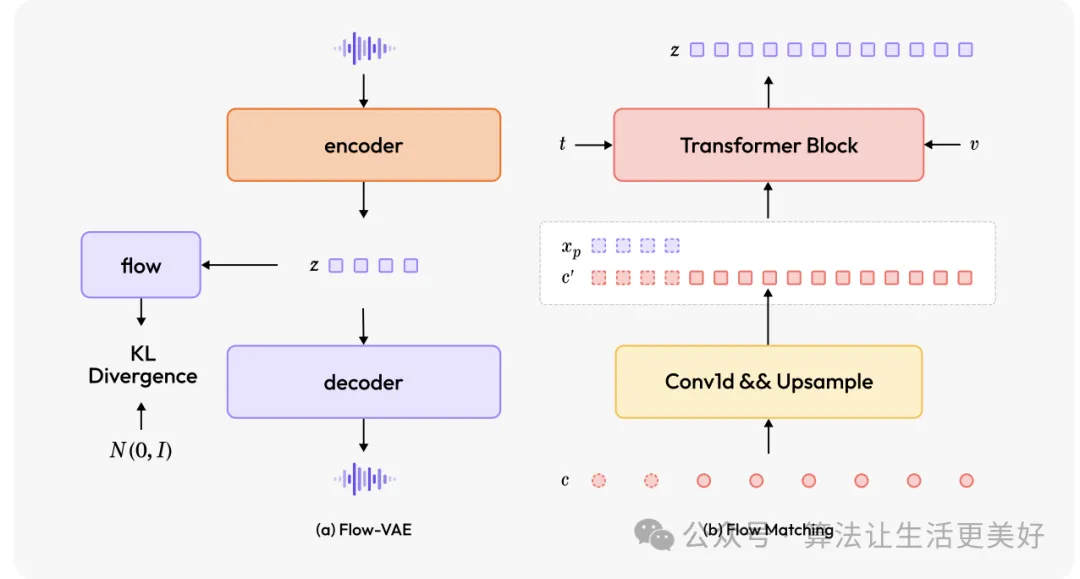 encoder
z
flow
KL
Divergence
N(0, I)
decoder
(a) Flow-VAE
z
t
Transformer Block
v
x_p
c′
Conv1d && Upsample
c
(b) Flow Matching
公众号 · 算法让生活更美好